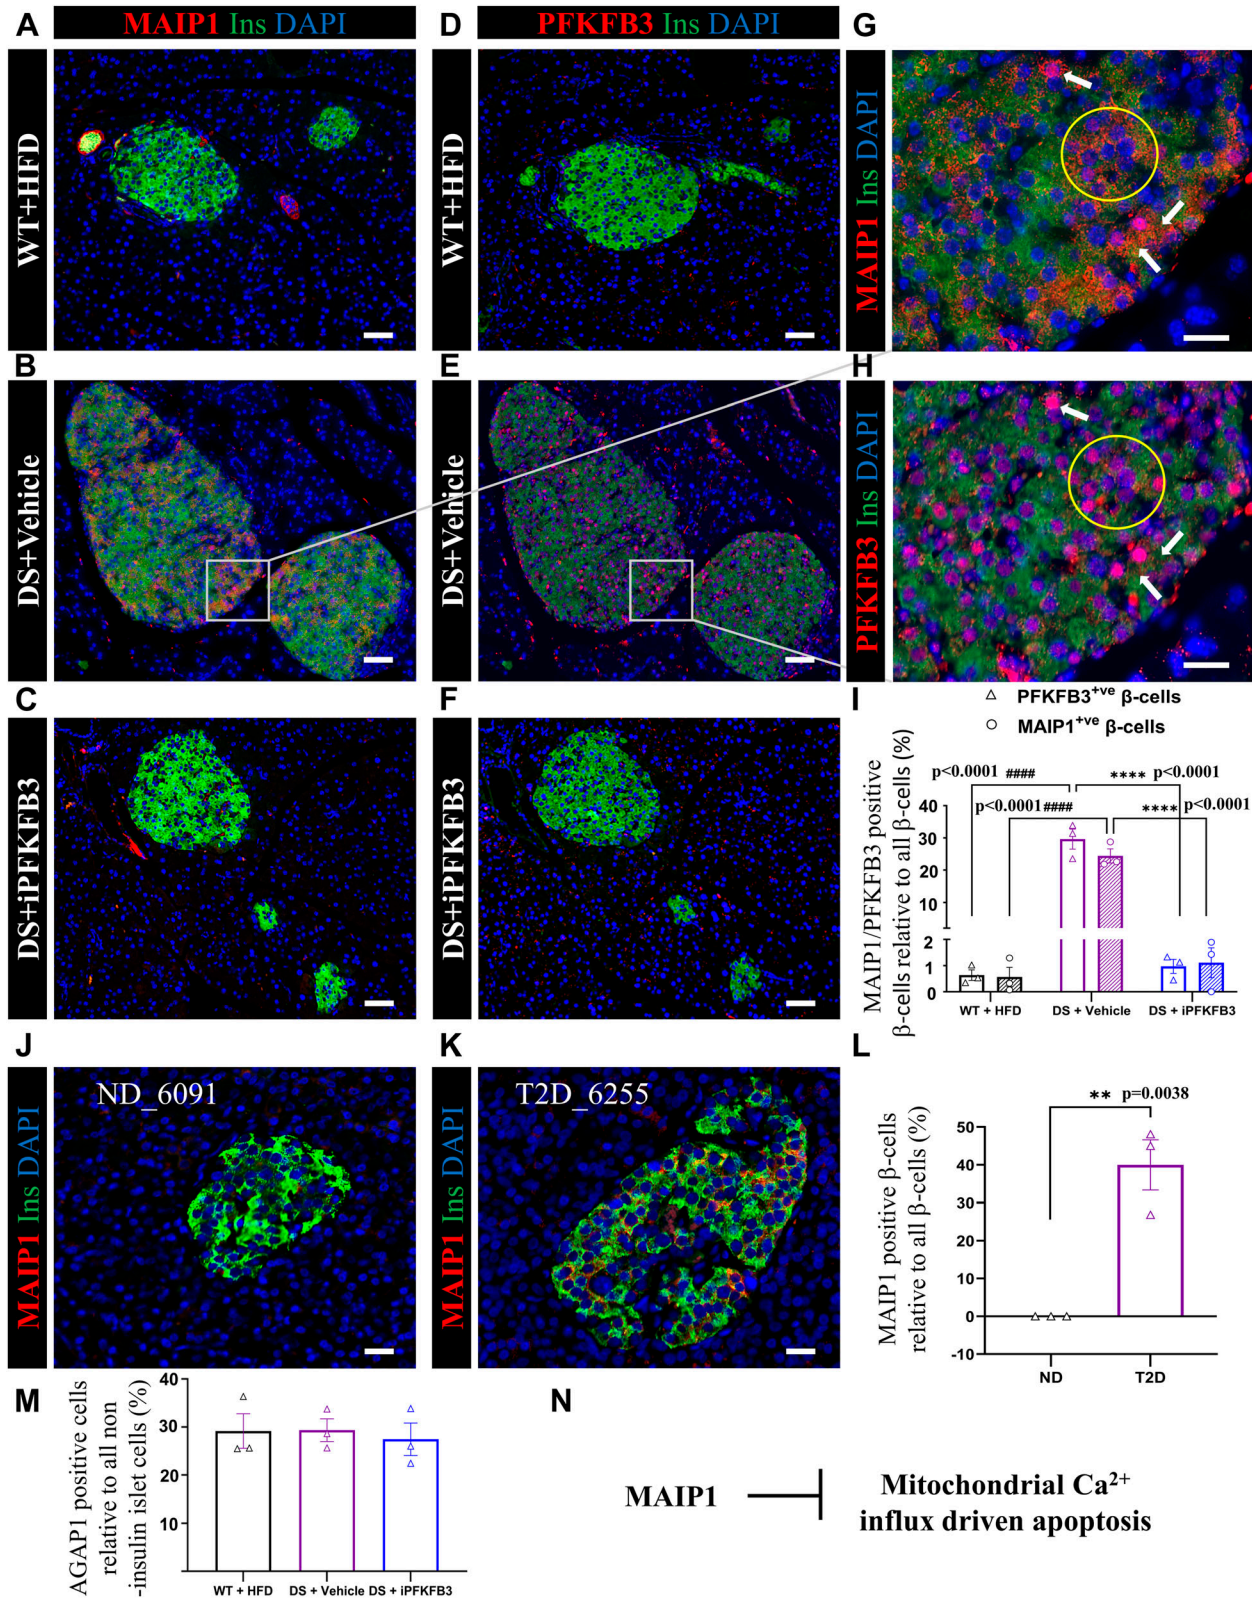 A
MAIP1 Ins DAPI
D
PFKFB3 Ins DAPI
G
WT+HFD
WT+HFD
MAIP1 Ins DAPI
B
E
H
DS+Vehicle
DS+Vehicle
PFKFB3 Ins DAPI
C
F
DS+iPFKFB3
I
PFKFB3+ve β-cells
MAIP1+ve β-cells
p<0.0001 #### **** p<0.0001
p<0.0001 #### **** p<0.0001
MAIP1/PFKFB3 positive
β-cells relative to all β-cells (%)
40
30
20
10
2
1
0
WT + HFD DS + Vehicle DS + iPFKFB3
J
K
L
MAIP1 Ins DAPI
ND_6091
MAIP1 Ins DAPI
T2D_6255
** p=0.0038
MAIP1 positive β-cells
relative to all β-cells (%)
50
40
30
20
10
0
-10
ND T2D
M
AGAP1 positive cells
relative to all non
-insulin islet cells (%)
40
30
20
10
WT + HFD DS + Vehicle DS + iPFKFB3
N
MAIP1
Mitochondrial Ca²⁺
influx driven apoptosis